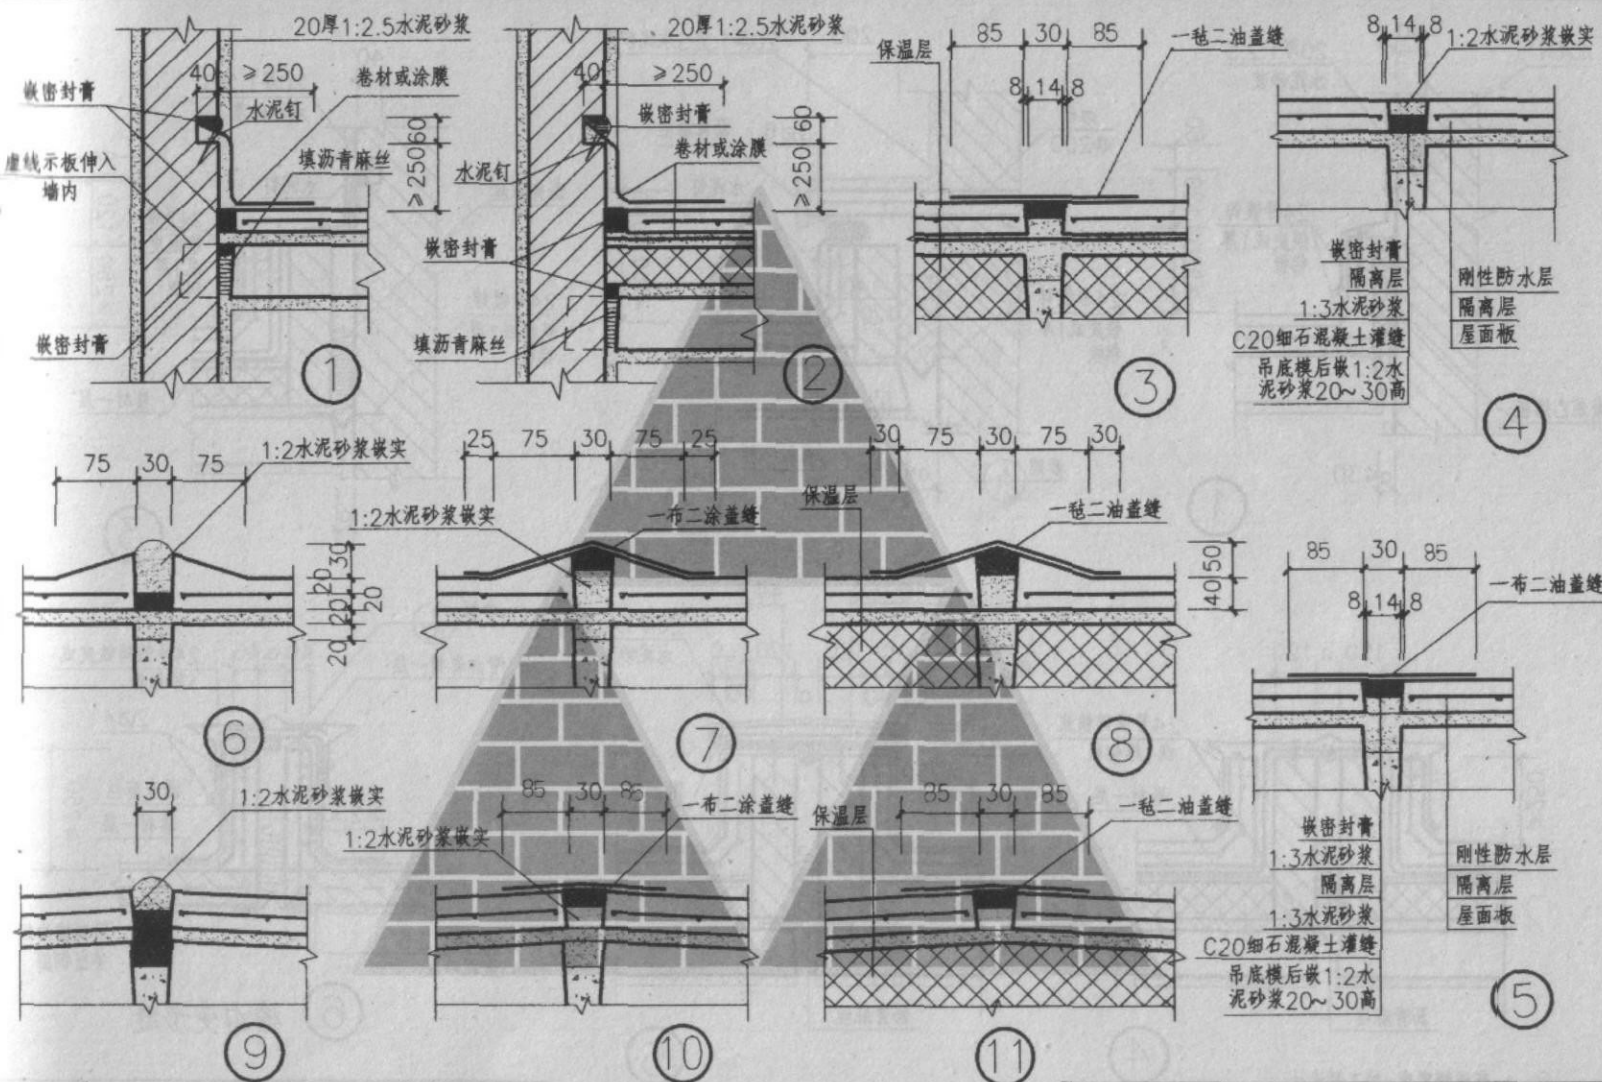 20厚1:2.5水泥砂浆
40
≥250
卷材或涂膜
嵌密封膏
水泥钉
60
≥250
虚线示板伸入
墙内
填沥青麻丝
嵌密封膏
1
20厚1:2.5水泥砂浆
40
≥250
嵌密封膏
60
≥250
卷材或涂膜
水泥钉
嵌密封膏
填沥青麻丝
2
85 30 85
一毡二油盖缝
保温层
8 14 8
3
8 14 8
1:2水泥砂浆嵌实
嵌密封膏
隔离层
1:3水泥砂浆
C20细石混凝土灌缝
吊底模后嵌1:2水
泥砂浆20~30高
刚性防水层
隔离层
屋面板
4
1:2水泥砂浆嵌实
75 30 75
30
20
20
20
20
6
25 75 30 75 25
1:2水泥砂浆嵌实
一布二涂盖缝
7
30 75 30 75 30
保温层
一毡二油盖缝
50
40
8
85 30 85
一布二油盖缝
8 14 8
嵌密封膏
1:3水泥砂浆
隔离层
1:3水泥砂浆
C20细石混凝土灌缝
吊底模后嵌1:2水
泥砂浆20~30高
刚性防水层
隔离层
屋面板
5
30
1:2水泥砂浆嵌实
9
85 30 85
一布二涂盖缝
1:2水泥砂浆嵌实
10
85 30 85
一毡二油盖缝
保温层
11